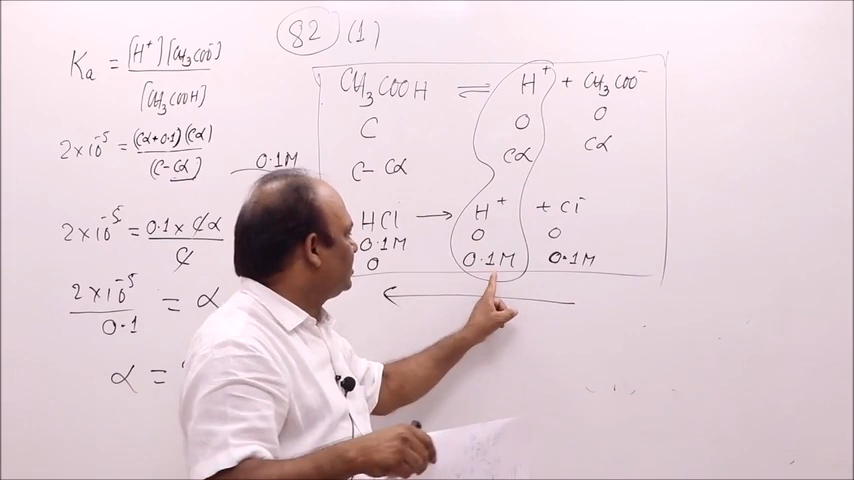 82 (1)
Ka = [H⁺][CH₃COO⁻] / [CH₃COOH]
2×10⁻⁵ = (Cα+0.1)(Cα) / (C-Cα)
0.1M
2×10⁻⁵ = 0.1×Cα / C
2×10⁻⁵ / 0.1 = α
α =
CH₃COOH ⇌ H⁺ + CH₃COO⁻
C 0 0
C-Cα Cα Cα
HCl → H⁺ + Cl⁻
0.1M 0 0
0 0.1M 0.1M